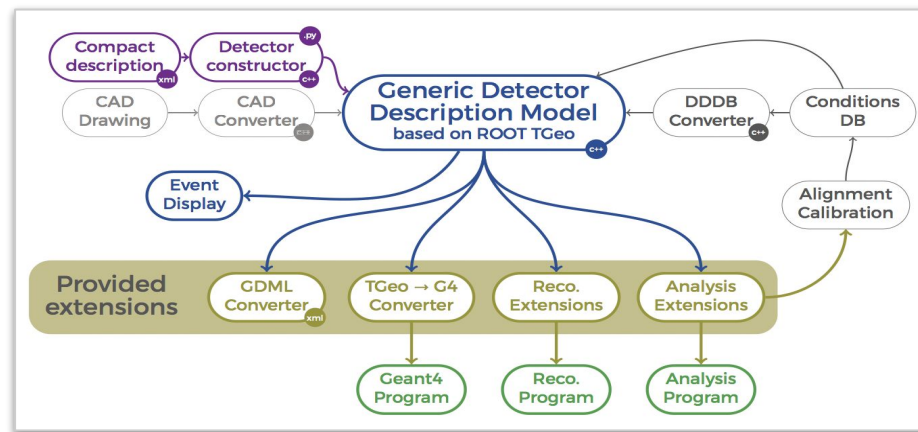 Compact
description
xml
Detector
constructor
.py
c++
CAD
Drawing
CAD
Converter
c++
Generic Detector
Description Model
based on ROOT TGeo
c++
DDDB
Converter
c++
Conditions
DB
Alignment
Calibration
Event
Display
Provided
extensions
GDML
Converter
xml
TGeo → G4
Converter
Reco.
Extensions
Analysis
Extensions
Geant4
Program
Reco.
Program
Analysis
Program